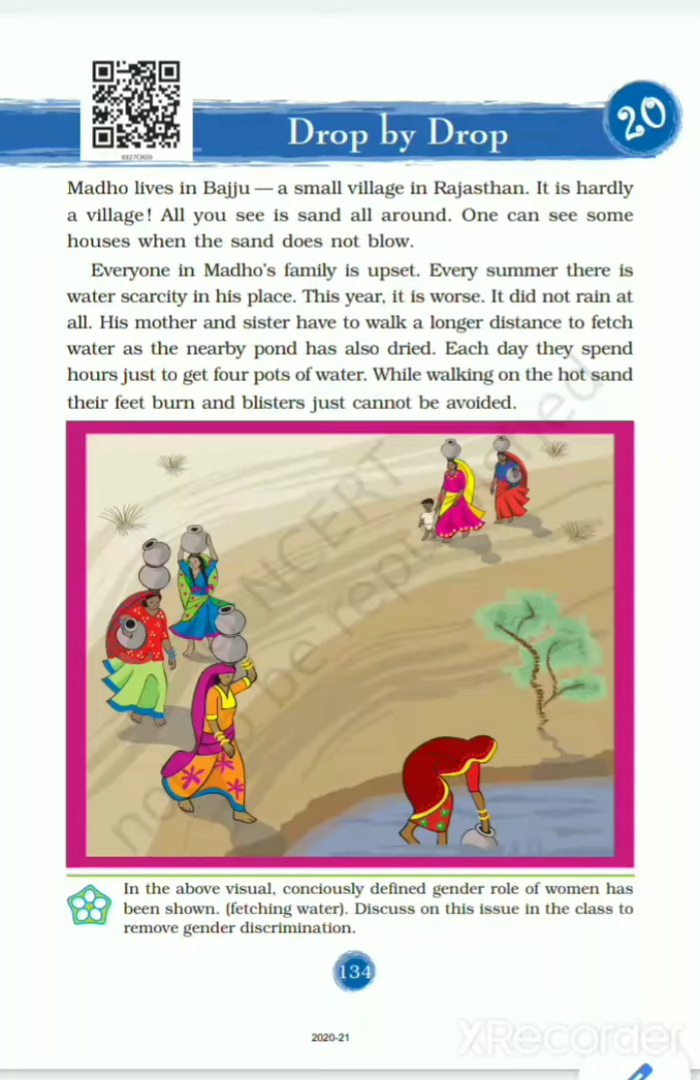 Drop by Drop
20
Madho lives in Bajju — a small village in Rajasthan. It is hardly
a village! All you see is sand all around. One can see some
houses when the sand does not blow.
Everyone in Madho's family is upset. Every summer there is
water scarcity in his place. This year, it is worse. It did not rain at
all. His mother and sister have to walk a longer distance to fetch
water as the nearby pond has also dried. Each day they spend
hours just to get four pots of water. While walking on the hot sand
their feet burn and blisters just cannot be avoided.
In the above visual, conciously defined gender role of women has
been shown. (fetching water). Discuss on this issue in the class to
remove gender discrimination.
134
2020-21
XRecorder